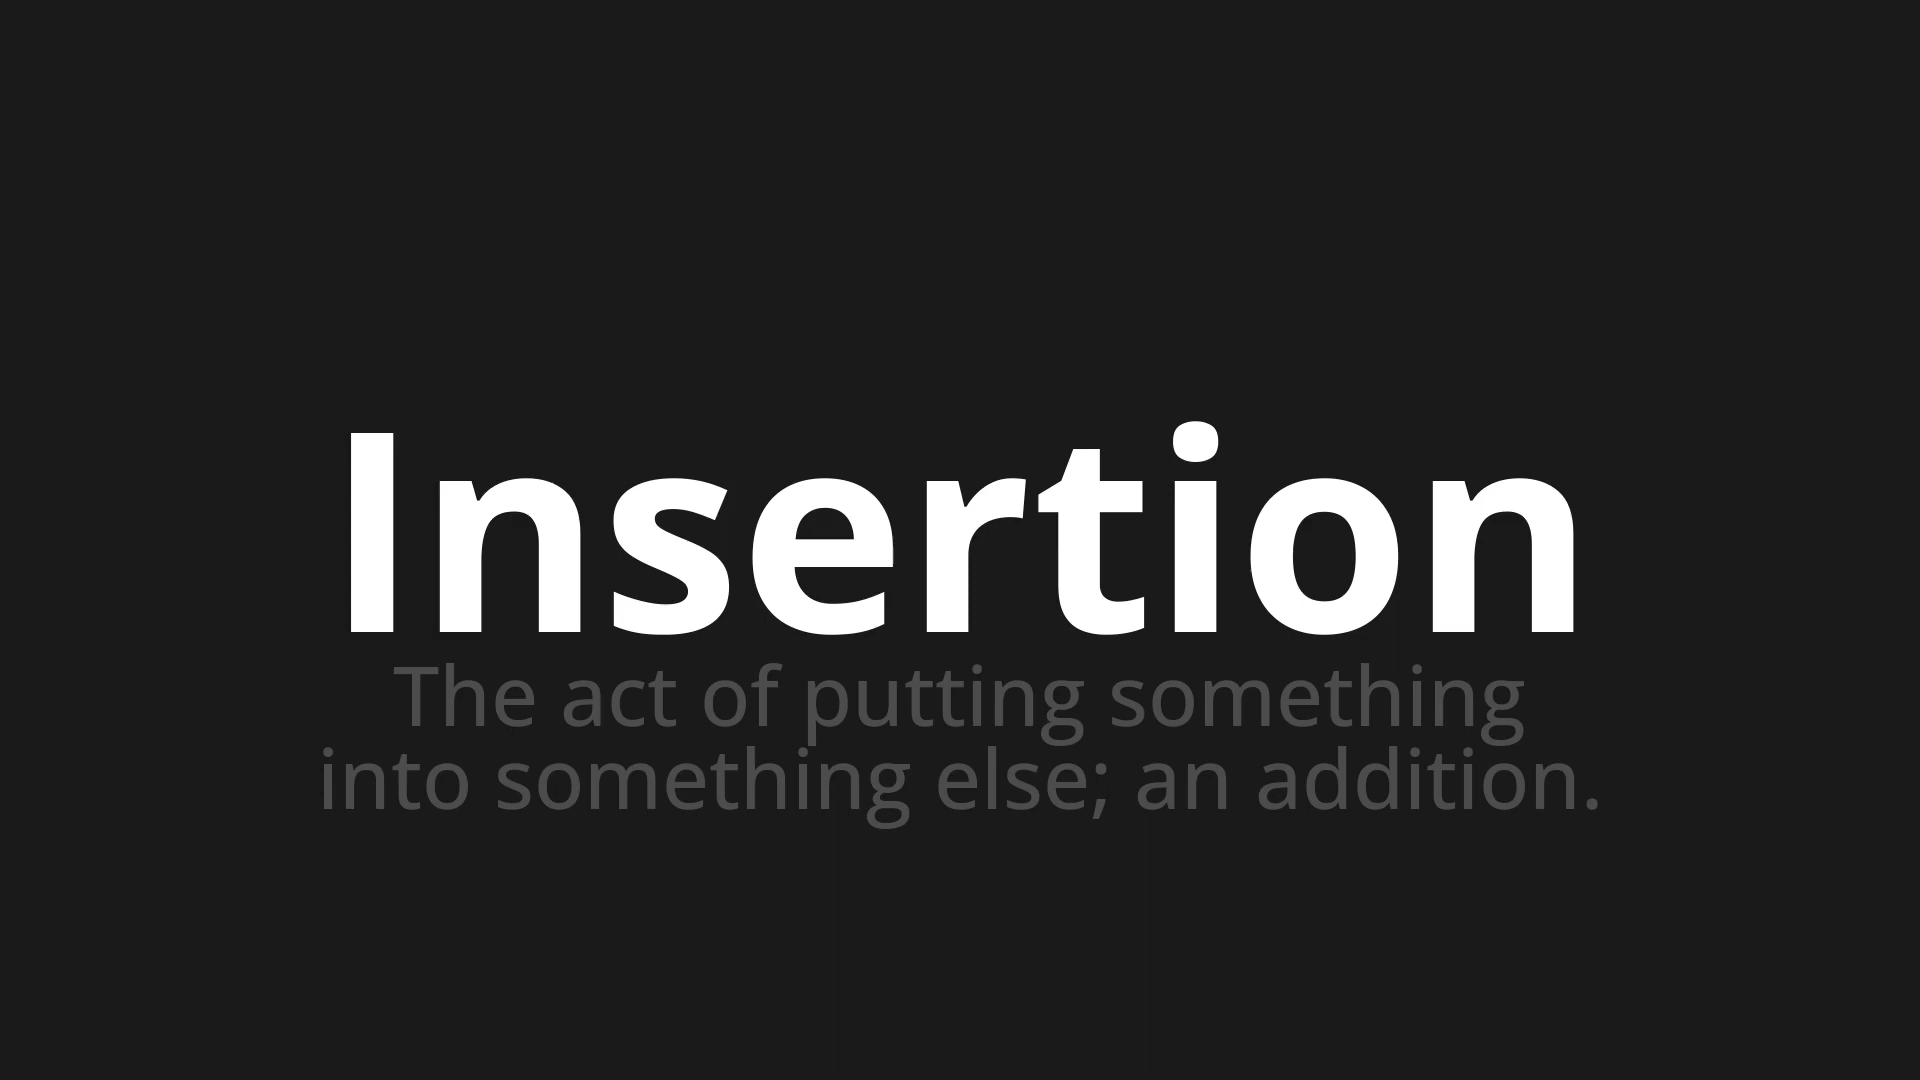 Insertion
The act of putting something
into something else; an addition.